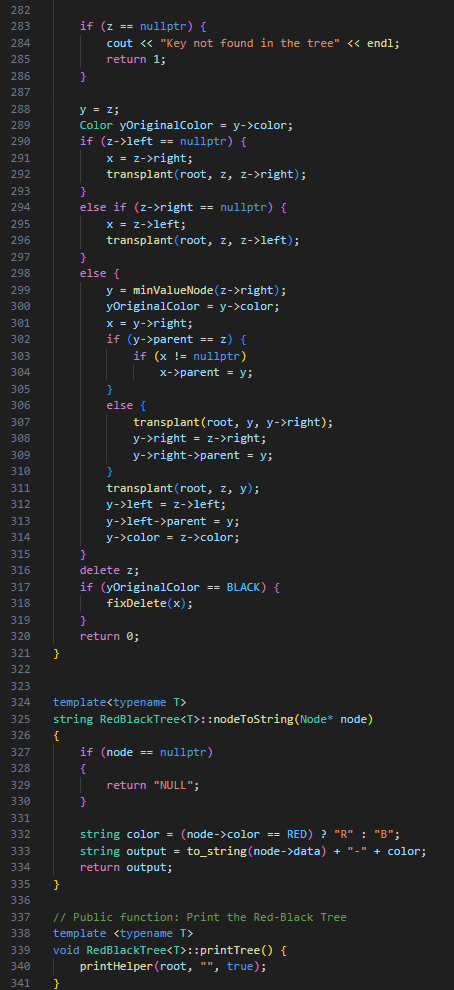 282
283     if (z == nullptr) {
284         cout << "Key not found in the tree" << endl;
285         return 1;
286     }
287
288     y = z;
289     Color yOriginalColor = y->color;
290     if (z->left == nullptr) {
291         x = z->right;
292         transplant(root, z, z->right);
293     }
294     else if (z->right == nullptr) {
295         x = z->left;
296         transplant(root, z, z->left);
297     }
298     else {
299         y = minValueNode(z->right);
300         yOriginalColor = y->color;
301         x = y->right;
302         if (y->parent == z) {
303             if (x != nullptr)
304                 x->parent = y;
305         }
306         else {
307             transplant(root, y, y->right);
308             y->right = z->right;
309             y->right->parent = y;
310         }
311         transplant(root, z, y);
312         y->left = z->left;
313         y->left->parent = y;
314         y->color = z->color;
315     }
316     delete z;
317     if (yOriginalColor == BLACK) {
318         fixDelete(x);
319     }
320     return 0;
321 }
322
323
324 template<typename T>
325 string RedBlackTree<T>::nodeToString(Node* node)
326 {
327     if (node == nullptr)
328     {
329         return "NULL";
330     }
331
332     string color = (node->color == RED) ? "R" : "B";
333     string output = to_string(node->data) + "-" + color;
334     return output;
335 }
336
337 // Public function: Print the Red-Black Tree
338 template <typename T>
339 void RedBlackTree<T>::printTree() {
340     printHelper(root, "", true);
341 }